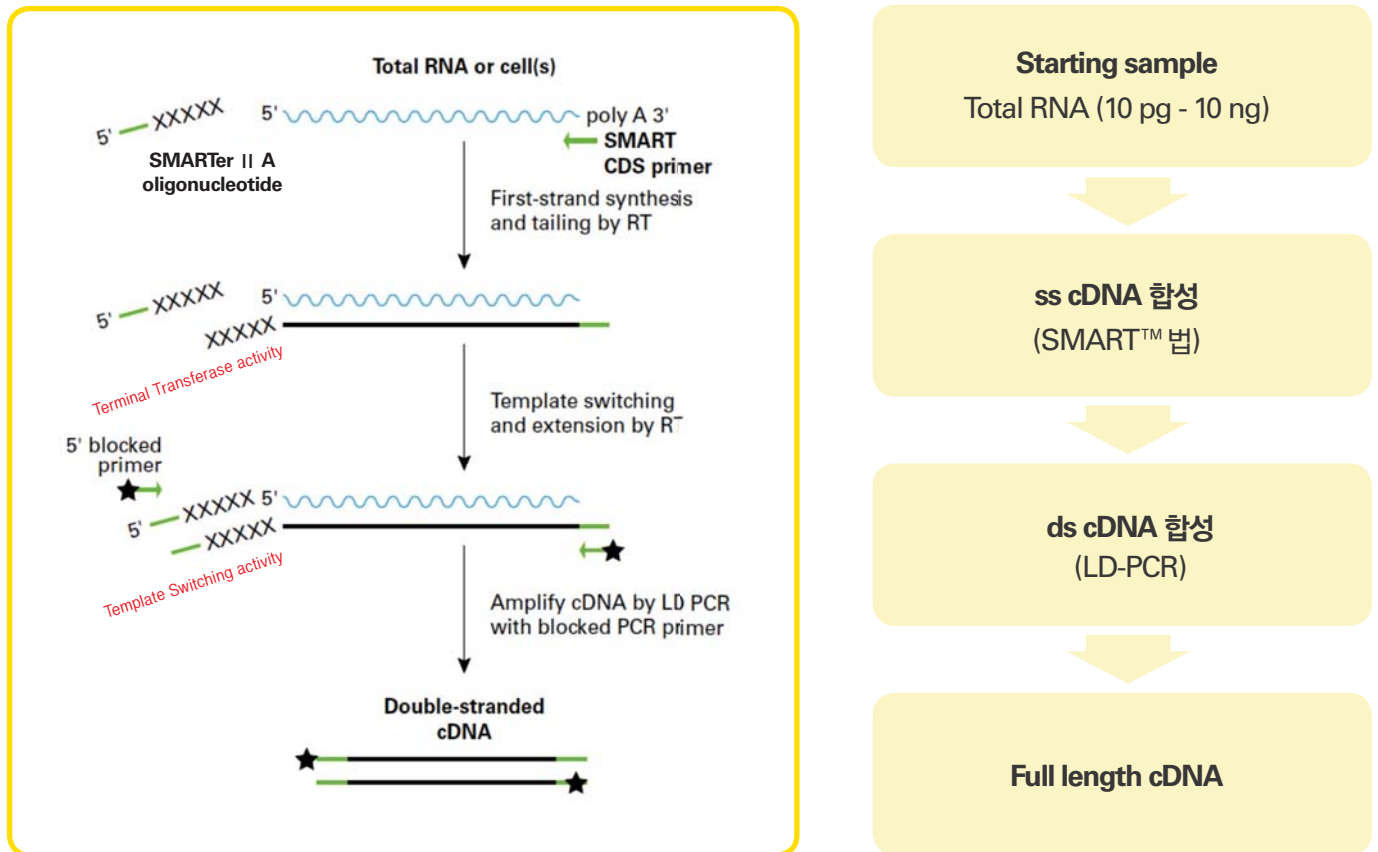 Total RNA or cell(s)
5' XXXXX
5' poly A 3'
SMARTer II A
oligonucleotide
SMART
CDS primer
First-strand synthesis
and tailing by RT
5' XXXXX
5'
XXXXX
Terminal Transferase activity
Template switching
and extension by RT
5' blocked
primer
5' XXXXX 5'
XXXXX
Template Switching activity
Amplify cDNA by LD PCR
with blocked PCR primer
Double-stranded
cDNA
Starting sample
Total RNA (10 pg - 10 ng)
ss cDNA 합성
(SMART™ 법)
ds cDNA 합성
(LD-PCR)
Full length cDNA